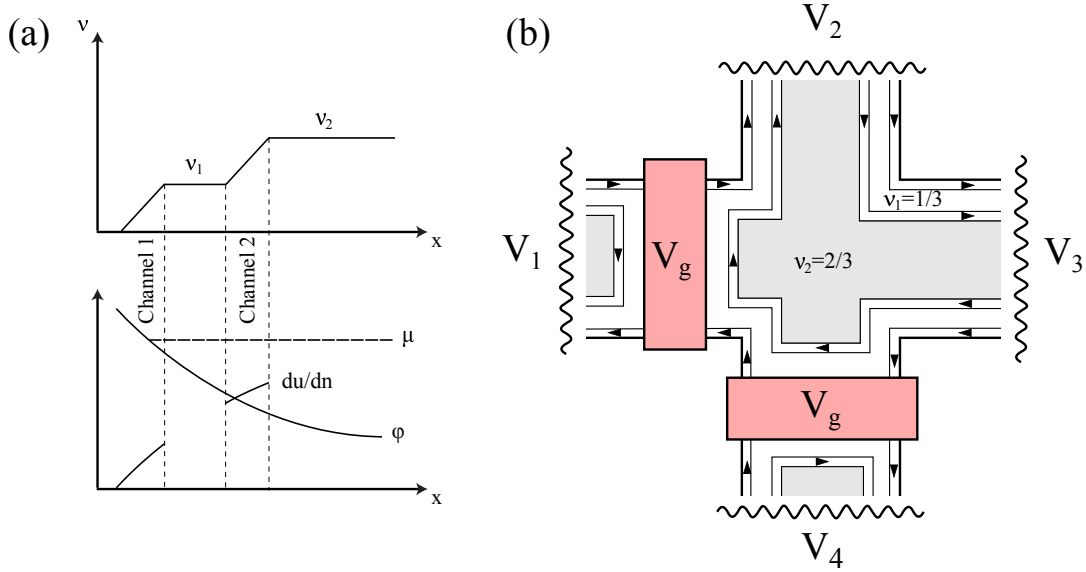 (a)
ν
ν1
ν2
x
Channel 1
Channel 2
μ
du/dn
φ
x
(b)
V2
V1
Vg
ν1=1/3
ν2=2/3
V3
Vg
V4